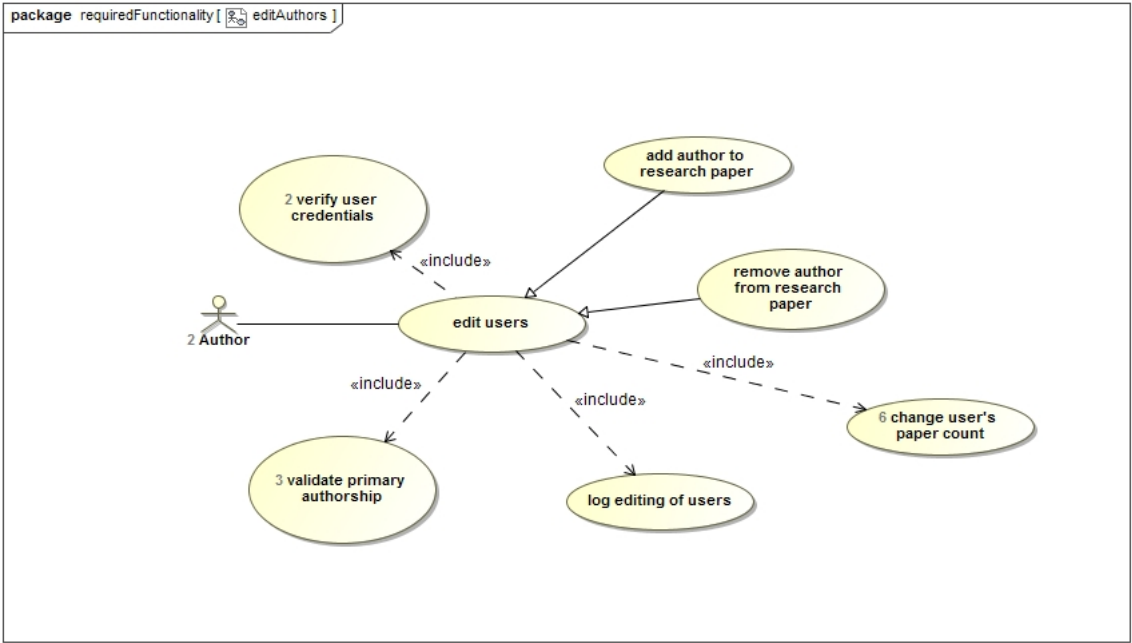 package requiredFunctionality [ editAuthors ]
add author to
research paper
2 verify user
credentials
«include»
remove author
from research
paper
edit users
2 Author
«include»
«include»
«include»
6 change user's
paper count
3 validate primary
authorship
log editing of users